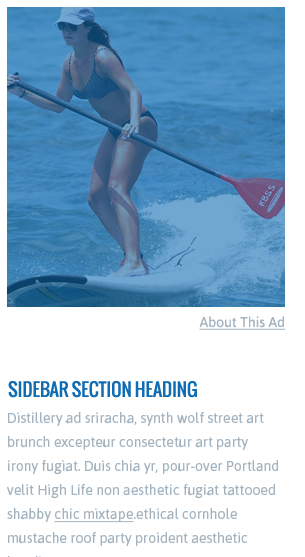 KBSS
About This Ad
SIDEBAR SECTION HEADING
Distillery ad sriracha, synth wolf street art
brunch excepteur consectetur art party
irony fugiat. Duis chia yr, pour-over Portland
velit High Life non aesthetic fugiat tattooed
shabby chic mixtape.ethical cornhole
mustache roof party proident aesthetic